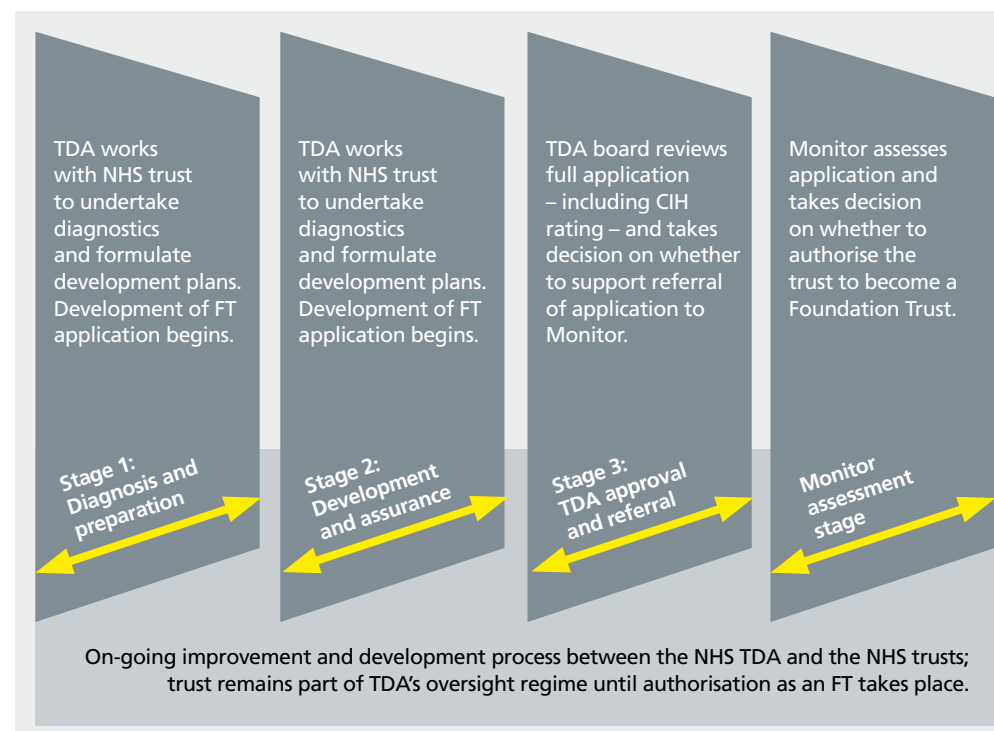 TDA works
with NHS trust
to undertake
diagnostics
and formulate
development plans.
Development of FT
application begins.
Stage 1:
Diagnosis and
preparation
TDA works
with NHS trust
to undertake
diagnostics
and formulate
development plans.
Development of FT
application begins.
Stage 2:
Development
and assurance
TDA board reviews
full application
– including CIH
rating – and takes
decision on whether
to support referral
of application to
Monitor.
Stage 3:
TDA approval
and referral
Monitor assesses
application and
takes decision
on whether to
authorise the
trust to become a
Foundation Trust.
Monitor
assessment
stage
On-going improvement and development process between the NHS TDA and the NHS trusts;
trust remains part of TDA’s oversight regime until authorisation as an FT takes place.